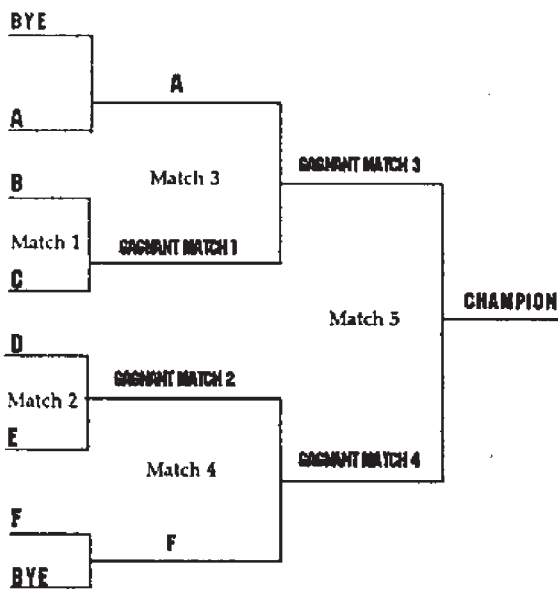 BYE
A
A
Match 3
GAGNANT MATCH 3
B
Match 1
GAGNANT MATCH 1
C
CHAMPION
Match 5
D
GAGNANT MATCH 2
Match 2
E
GAGNANT MATCH 4
Match 4
F
F
BYE